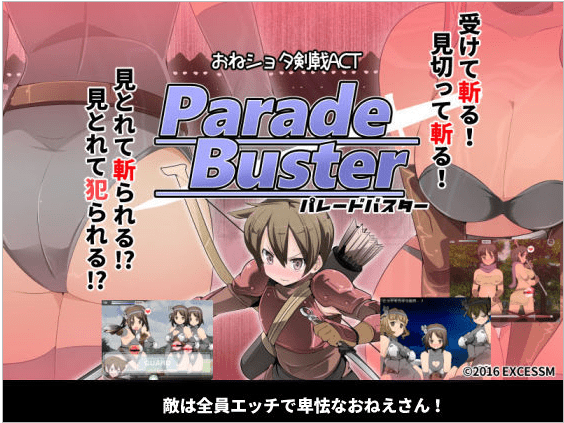 おねショタ剣戟ACT
Parade
Buster
パレードバスター
受けて斬る！
見切って斬る！
見とれて斬られる!?
見とれて犯られる!?
©2016 EXCESSM
敵は全員エッチで卑怯なおねえさん！